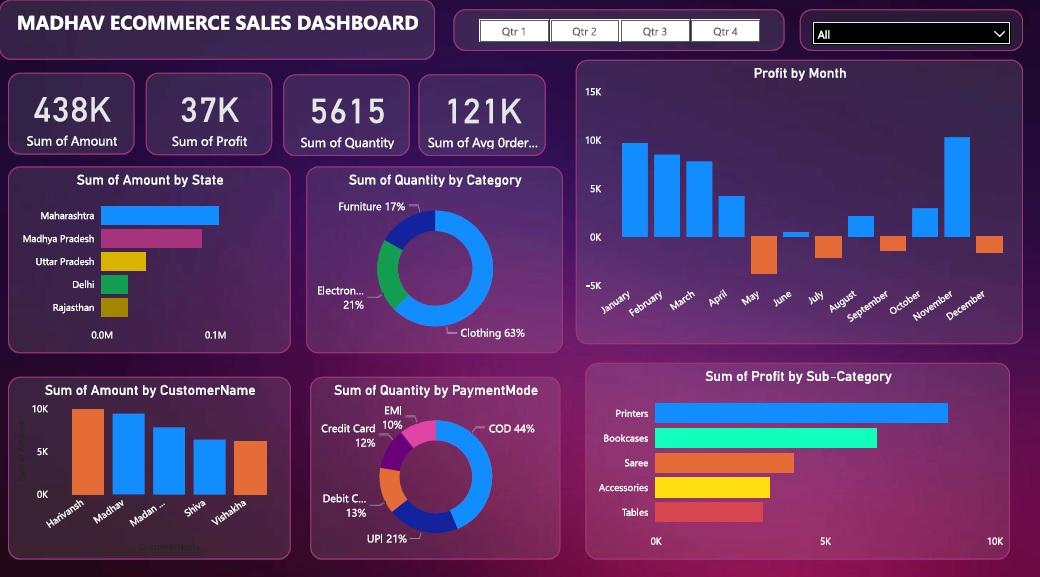 MADHAV ECOMMERCE SALES DASHBOARD
Qtr 1
Qtr 2
Qtr 3
Qtr 4
All
438K
Sum of Amount
37K
Sum of Profit
5615
Sum of Quantity
121K
Sum of Avg Order...
Profit by Month
15K
10K
5K
0K
-5K
January
February
March
April
May
June
July
August
September
October
November
December
Sum of Amount by State
Maharashtra
Madhya Pradesh
Uttar Pradesh
Delhi
Rajasthan
0.0M
0.1M
Sum of Quantity by Category
Furniture 17%
Electron...
21%
Clothing 63%
Sum of Amount by CustomerName
10K
5K
0K
Harivansh
Madhav
Madan ...
Shiva
Vishakha
CustomerName
Sum of Quantity by PaymentMode
EMI
10%
Credit Card
12%
COD 44%
Debit C...
13%
UPI 21%
Sum of Profit by Sub-Category
Printers
Bookcases
Saree
Accessories
Tables
0K
5K
10K